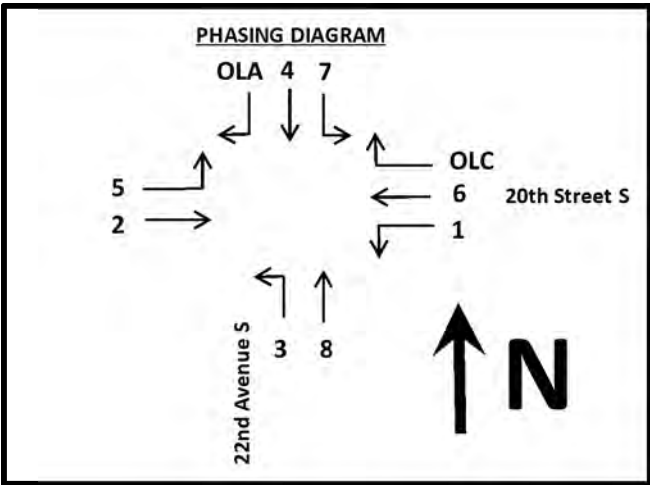 PHASING DIAGRAM
OLA 4 7
OLC
5
6 20th Street S
2
1
3 8
22nd Avenue S
N